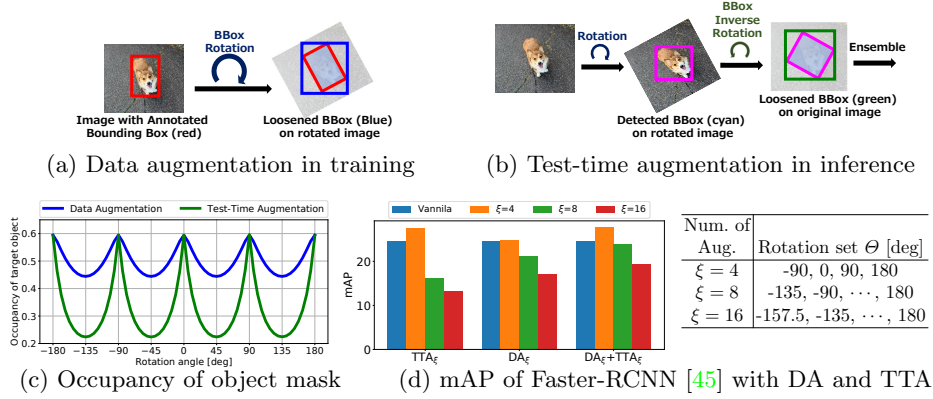 BBox
Rotation
Image with Annotated
Bounding Box (red)
Loosened BBox (Blue)
on rotated image
(a) Data augmentation in training
Rotation
BBox
Inverse
Rotation
Ensemble
Detected BBox (cyan)
on rotated image
Loosened BBox (green)
on original image
(b) Test-time augmentation in inference
Data Augmentation
Test-Time Augmentation
Occupancy of target object
0.6
0.5
0.4
0.3
0.2
−180 −135 −90 −45 0 45 90 135 180
Rotation angle [deg]
(c) Occupancy of object mask
Vannila ξ=4 ξ=8 ξ=16
mAP
20
10
0
TTAξ DAξ DAξ+TTAξ
Num. of
Aug. Rotation set Θ [deg]
ξ = 4 -90, 0, 90, 180
ξ = 8 -135, -90, ⋯, 180
ξ = 16 -157.5, -135, ⋯, 180
(d) mAP of Faster-RCNN [45] with DA and TTA